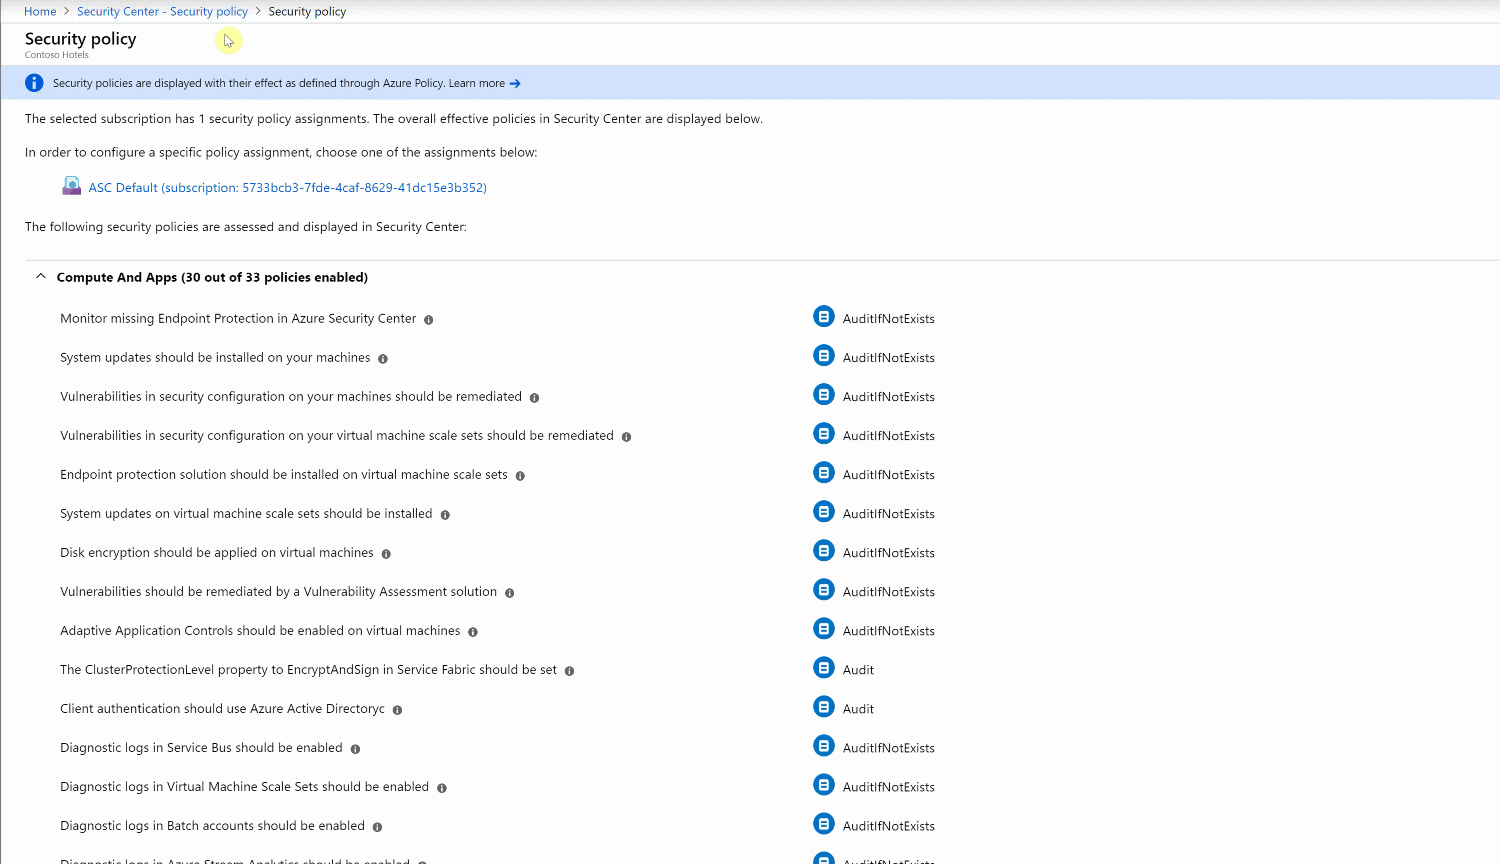 Home > Security Center - Security policy > Security policy
Security policy
Contoso Hotels
Security policies are displayed with their effect as defined through Azure Policy. Learn more →
The selected subscription has 1 security policy assignments. The overall effective policies in Security Center are displayed below.
In order to configure a specific policy assignment, choose one of the assignments below:
ASC Default (subscription: 5733bcb3-7fde-4caf-8629-41dc15e3b352)
The following security policies are assessed and displayed in Security Center:
Compute And Apps (30 out of 33 policies enabled)
Monitor missing Endpoint Protection in Azure Security Center AuditIfNotExists
System updates should be installed on your machines AuditIfNotExists
Vulnerabilities in security configuration on your machines should be remediated AuditIfNotExists
Vulnerabilities in security configuration on your virtual machine scale sets should be remediated AuditIfNotExists
Endpoint protection solution should be installed on virtual machine scale sets AuditIfNotExists
System updates on virtual machine scale sets should be installed AuditIfNotExists
Disk encryption should be applied on virtual machines AuditIfNotExists
Vulnerabilities should be remediated by a Vulnerability Assessment solution AuditIfNotExists
Adaptive Application Controls should be enabled on virtual machines AuditIfNotExists
The ClusterProtectionLevel property to EncryptAndSign in Service Fabric should be set Audit
Client authentication should use Azure Active Directoryc Audit
Diagnostic logs in Service Bus should be enabled AuditIfNotExists
Diagnostic logs in Virtual Machine Scale Sets should be enabled AuditIfNotExists
Diagnostic logs in Batch accounts should be enabled AuditIfNotExists
Diagnostic logs in Azure Stream Analytics should be enabled AuditIfNotExists